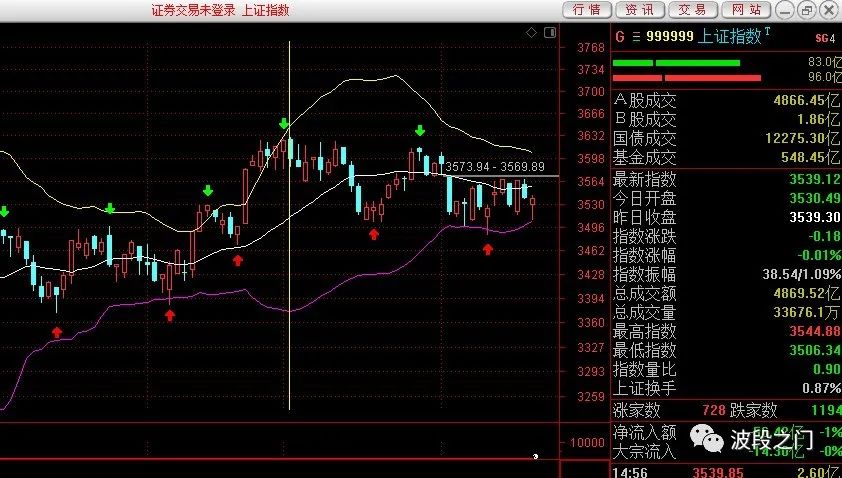 证劵交易未登录 上证指数
行情 资讯 交易 网站
3768
3734
3700
3666
3632
3598
3564
3530
3496
3462
3428
3394
3360
3327
3293
3259
10000
3573.94 - 3569.89
G 999999 上证指数 T SG4
83.0亿
96.0亿
A股成交 4866.45亿
B股成交 1.86亿
国债成交 12275.30亿
基金成交 548.45亿
最新指数 3539.12
今日开盘 3530.49
昨日收盘 3539.30
指数涨跌 -0.18
指数涨幅 -0.01%
指数振幅 38.54/1.09%
总成交额 4869.52亿
总成交量 33676.1万
最高指数 3544.88
最低指数 3506.34
指数量比 0.90
上证换手 0.87%
涨家数 728 跌家数 1194
净流入额 -1%
大宗流入 -14.30亿 -0%
波段之门
14:56 3539.85 2.60亿